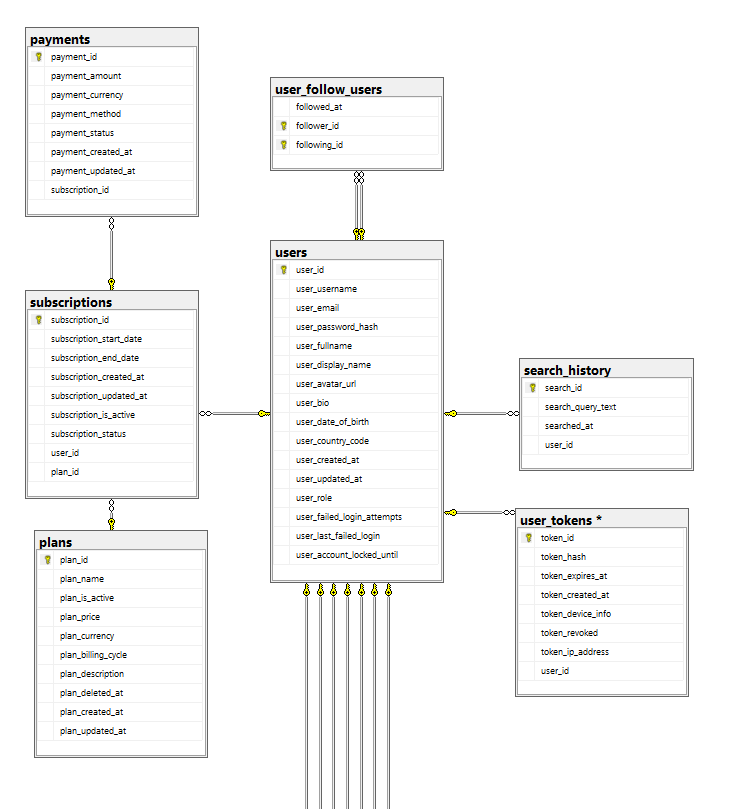 payments
payment_id
payment_amount
payment_currency
payment_method
payment_status
payment_created_at
payment_updated_at
subscription_id
user_follow_users
followed_at
follower_id
following_id
subscriptions
subscription_id
subscription_start_date
subscription_end_date
subscription_created_at
subscription_updated_at
subscription_is_active
subscription_status
user_id
plan_id
users
user_id
user_username
user_email
user_password_hash
user_fullname
user_display_name
user_avatar_url
user_bio
user_date_of_birth
user_country_code
user_created_at
user_updated_at
user_role
user_failed_login_attempts
user_last_failed_login
user_account_locked_until
search_history
search_id
search_query_text
searched_at
user_id
user_tokens *
token_id
token_hash
token_expires_at
token_created_at
token_device_info
token_revoked
token_ip_address
user_id
plans
plan_id
plan_name
plan_is_active
plan_price
plan_currency
plan_billing_cycle
plan_description
plan_deleted_at
plan_created_at
plan_updated_at